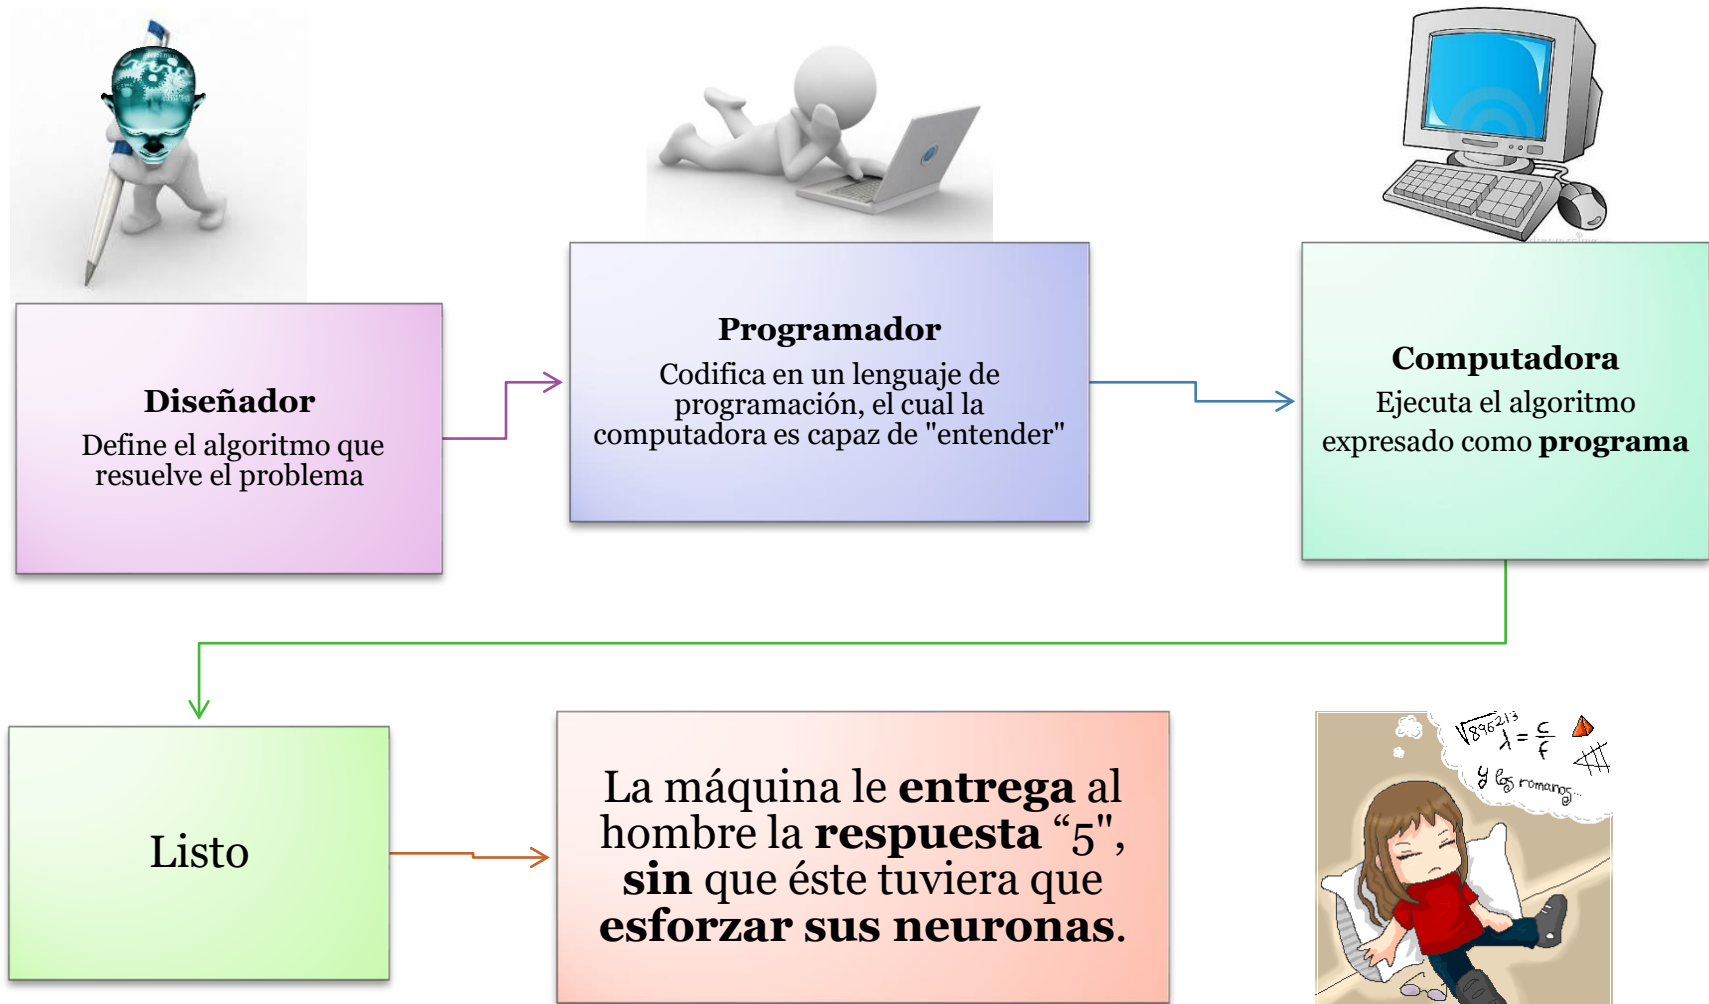 Diseñador
Define el algoritmo que
resuelve el problema
Programador
Codifica en un lenguaje de
programación, el cual la
computadora es capaz de "entender"
Computadora
Ejecuta el algoritmo
expresado como programa
Listo
La máquina le entrega al
hombre la respuesta “5",
sin que éste tuviera que
esforzar sus neuronas.
√896213
λ = c/f
y los romanos...